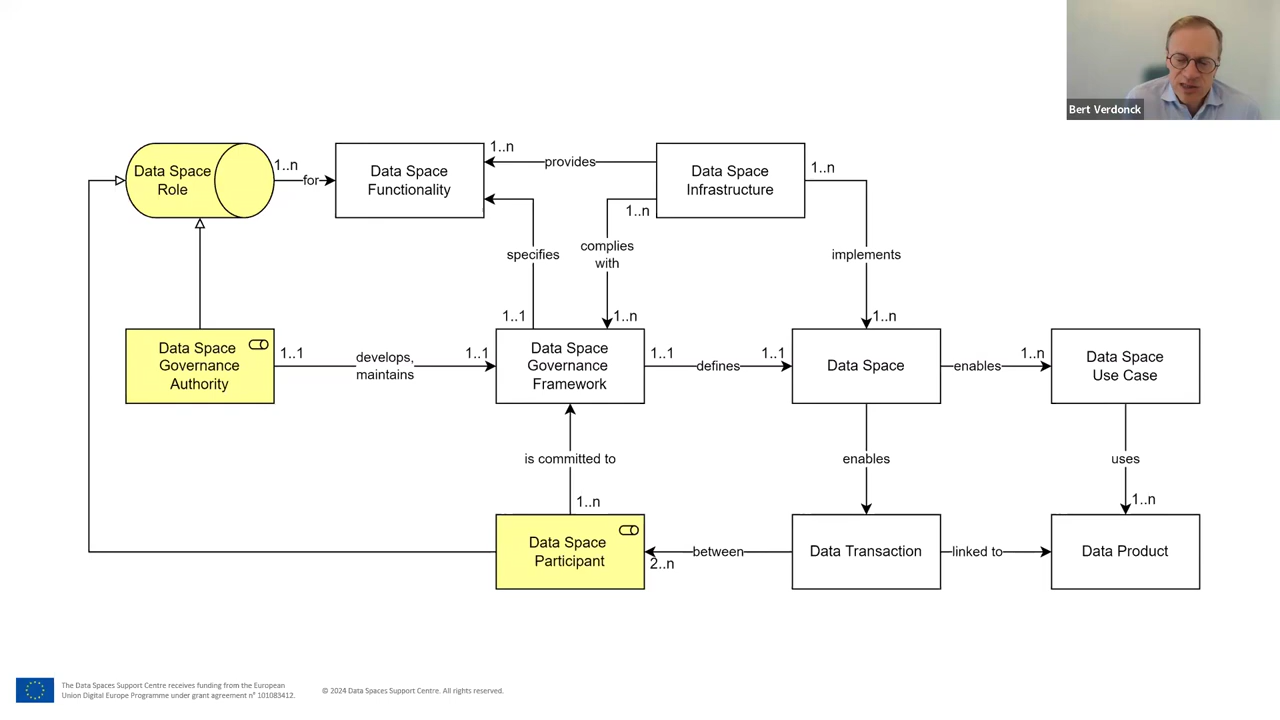 Bert Verdonck
Data Space
Role
1..n
for
Data Space
Functionality
1..n
provides
Data Space
Infrastructure
1..n
1..n
specifies
complies
with
implements
1..1
1..n
1..n
Data Space
Governance
Authority
1..1
develops,
maintains
1..1
Data Space
Governance
Framework
1..1
defines
1..1
Data Space
enables
1..n
Data Space
Use Case
is committed to
enables
uses
1..n
1..n
Data Space
Participant
between
2..n
Data Transaction
linked to
Data Product
The Data Spaces Support Centre receives funding from the European
Union Digital Europe Programme under grant agreement n° 101083412.
© 2024 Data Spaces Support Centre. All rights reserved.